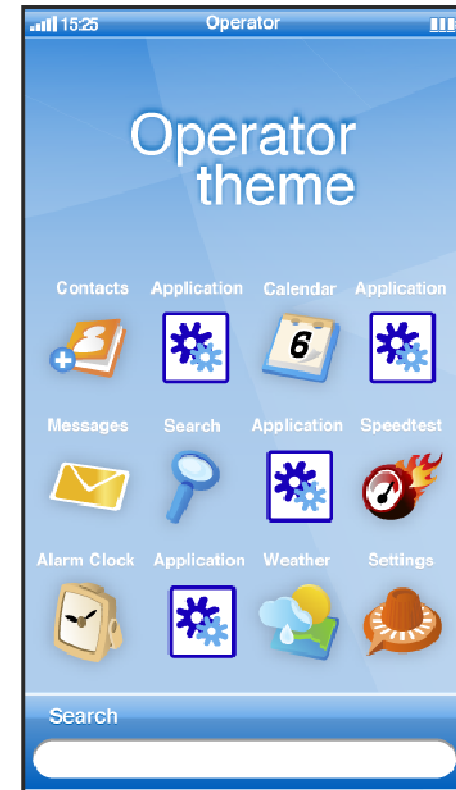 15:25 Operator
Operator
theme
Contacts Application Calendar Application
6
Messages Search Application Speedtest
Alarm Clock Application Weather Settings
Search